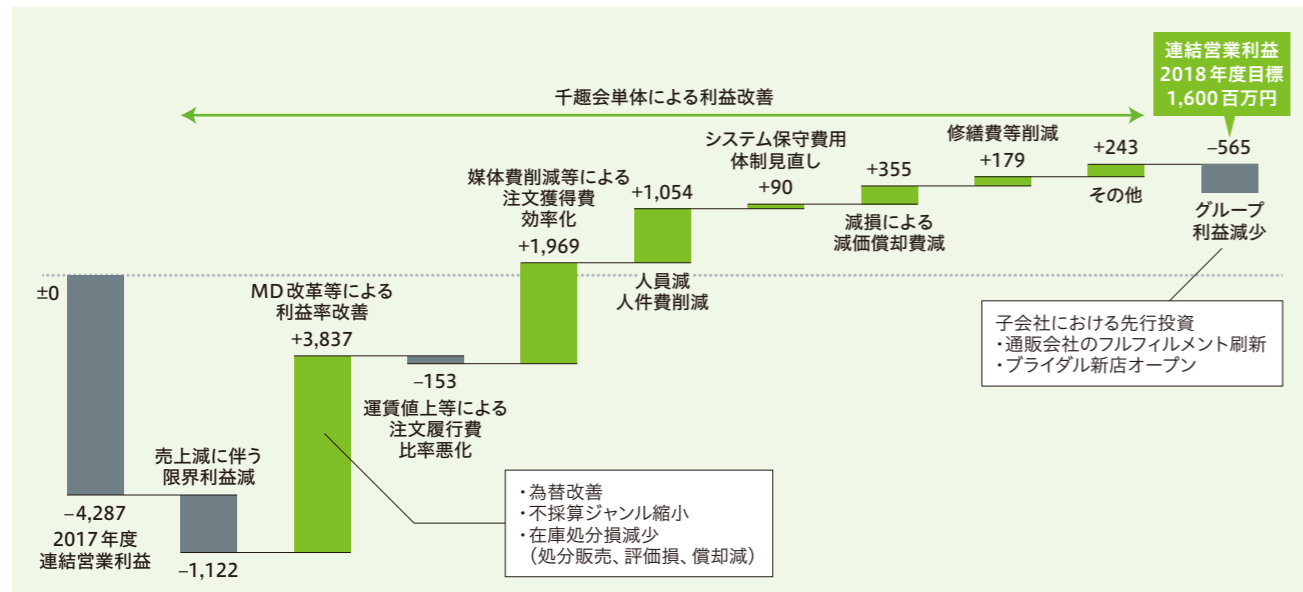 連結営業利益
2018年度目標
1,600百万円
千趣会単体による利益改善
±0
–4,287
2017年度
連結営業利益
売上減に伴う
限界利益減
–1,122
MD改革等による
利益率改善
+3,837
・為替改善
・不採算ジャンル縮小
・在庫処分損減少
（処分販売、評価損、償却減）
–153
運賃値上等による
注文履行費
比率悪化
媒体費削減等による
注文獲得費
効率化
+1,969
+1,054
人員減
人件費削減
システム保守費用
体制見直し
+90
+355
減損による
減価償却費減
修繕費等削減
+179
+243
その他
–565
グループ
利益減少
子会社における先行投資
・通販会社のフルフィルメント刷新
・ブライダル新店オープン